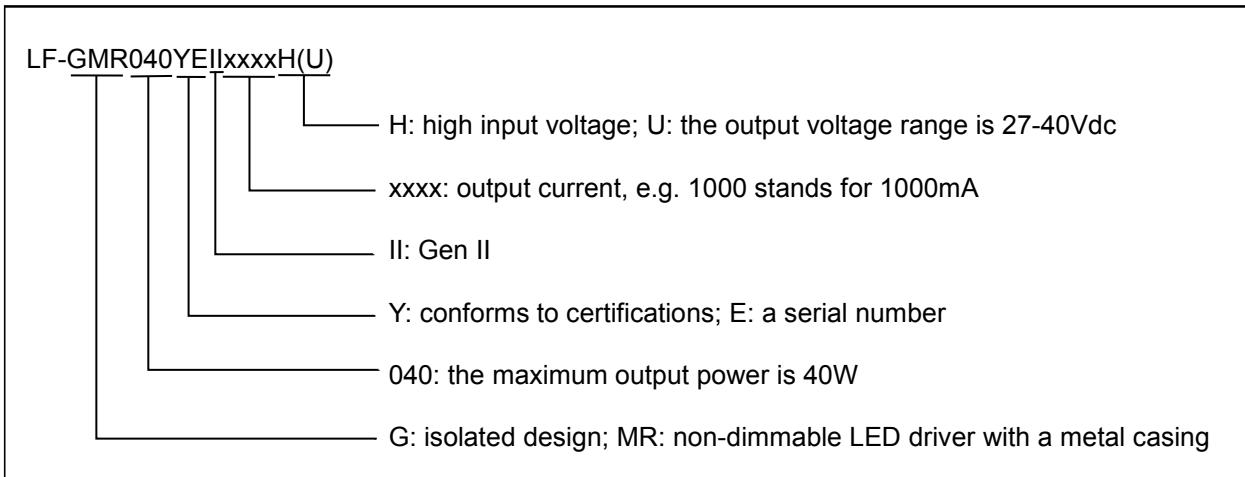 LF-GMR040YEIIxxxxH(U)
H: high input voltage; U: the output voltage range is 27-40Vdc
xxxx: output current, e.g. 1000 stands for 1000mA
II: Gen II
Y: conforms to certifications; E: a serial number
040: the maximum output power is 40W
G: isolated design; MR: non-dimmable LED driver with a metal casing